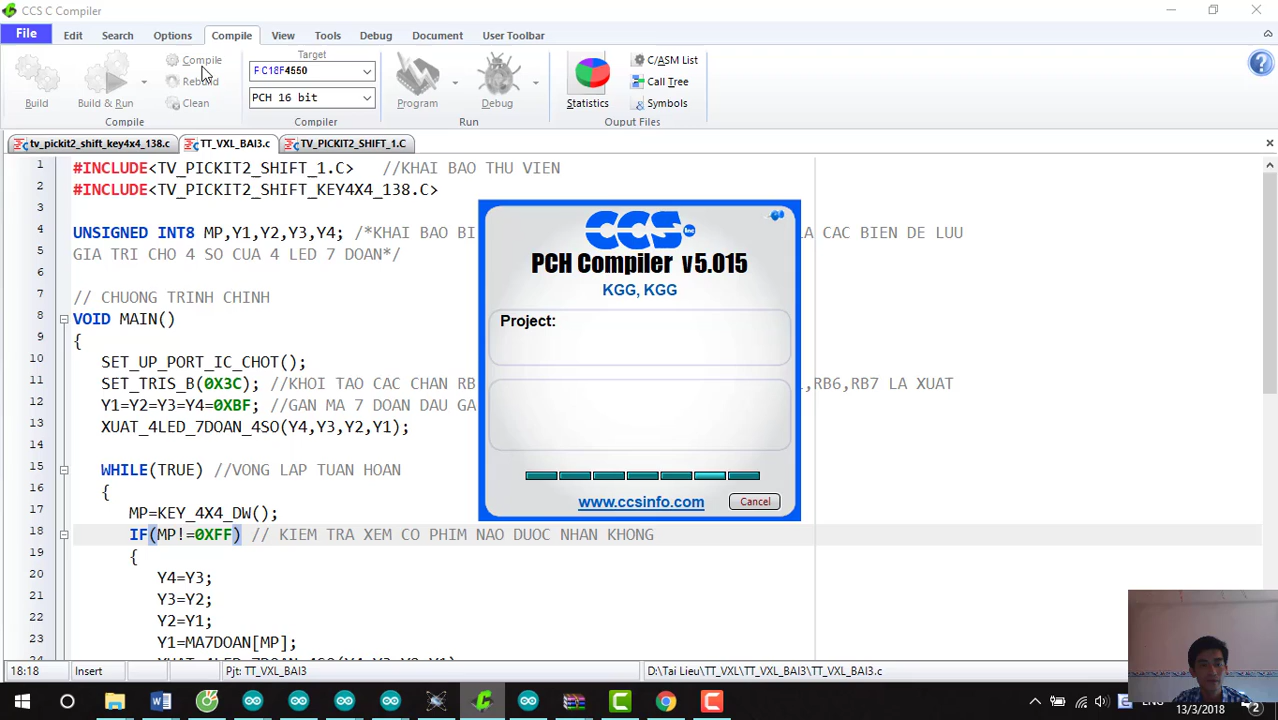 CCS C Compiler
File Edit Search Options Compile View Tools Debug Document User Toolbar
Build
Build & Run
Compile
Rebuild
Clean
Compile
Target
PCH 16 bit
Compiler
Program
Debug
Run
Statistics
C/ASM List
Call Tree
Symbols
Ouput Files
tv_pickit2_shift_key4x4_138.c TT_VXL_BAI3.c TV_PICKIT2_SHIFT_1.C
1 #INCLUDE<TV_PICKIT2_SHIFT_1.C> //KHAI BAO THU VIEN
2 #INCLUDE<TV_PICKIT2_SHIFT_KEY4X4_138.C>
3
4 UNSIGNED INT8 MP,Y1,Y2,Y3,Y4; /*KHAI BAO BI LA CAC BIEN DE LUU
5 GIA TRI CHO 4 SO CUA 4 LED 7 DOAN*/
6
7 // CHUONG TRINH CHINH
8 VOID MAIN()
9 {
10 SET_UP_PORT_IC_CHOT();
11 SET_TRIS_B(0X3C); //KHOI TAO CAC CHAN RB ,RB6,RB7 LA XUAT
12 Y1=Y2=Y3=Y4=0XBF; //GAN MA 7 DOAN DAU GA
13 XUAT_4LED_7DOAN_4SO(Y4,Y3,Y2,Y1);
14
15 WHILE(TRUE) //VONG LAP TUAN HOAN
16 {
17 MP=KEY_4X4_DW();
18 IF(MP!=0XFF) // KIEM TRA XEM CO PHIM NAO DUOC NHAN KHONG
19 {
20 Y4=Y3;
21 Y3=Y2;
22 Y2=Y1;
23 Y1=MA7DOAN[MP];
CCS Inc
PCH Compiler v5.015
KGG, KGG
Project:
www.ccsinfo.com
Cancel
18:18 Insert Pjt: TT_VXL_BAI3 D:\Tai Lieu\TT_VXL\TT_VXL_BAI3\TT_VXL_BAI3.c
ENG
13/3/2018
2